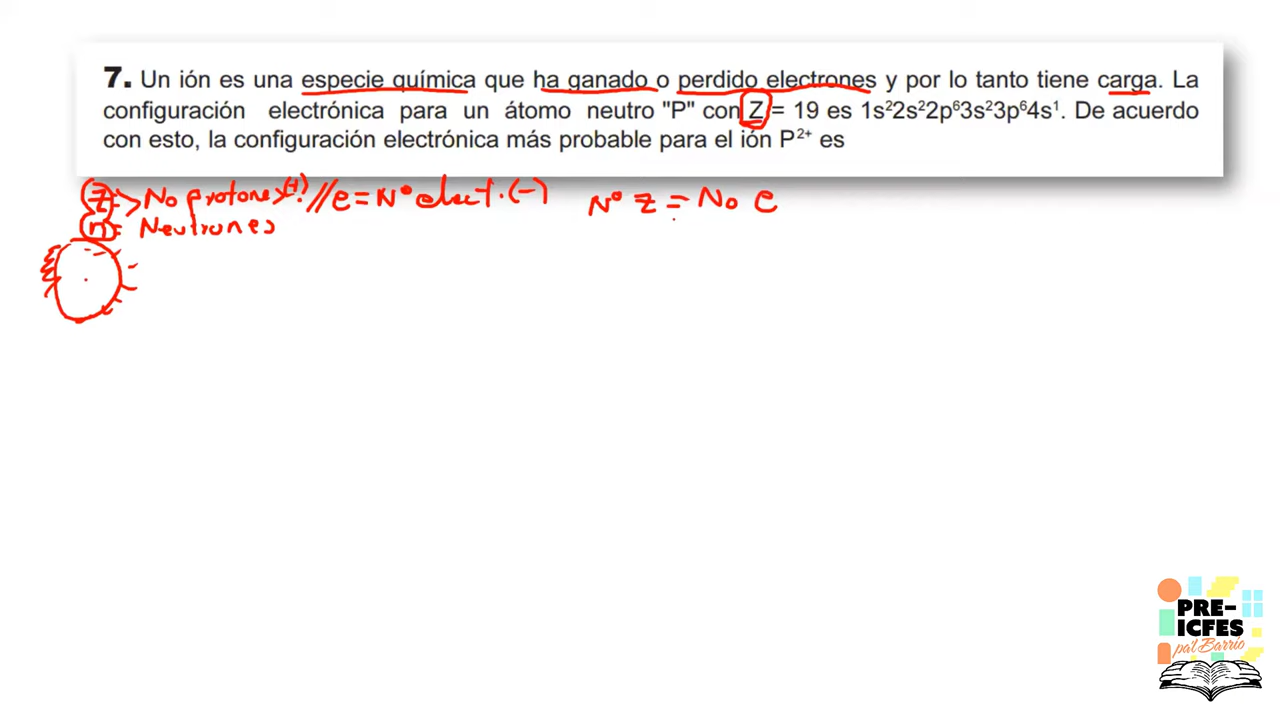 7. Un ión es una especie química que ha ganado o perdido electrones y por lo tanto tiene carga. La
configuración electrónica para un átomo neutro "P" con Z = 19 es 1s²2s²2p⁶3s²3p⁶4s¹. De acuerdo
con esto, la configuración electrónica más probable para el ión P²⁺ es
(Z) => No protones (+) // e = N° elect. (-) N° Z = No e
(n) = Neutrones
PRE-
ICFES
pa'l Barrio